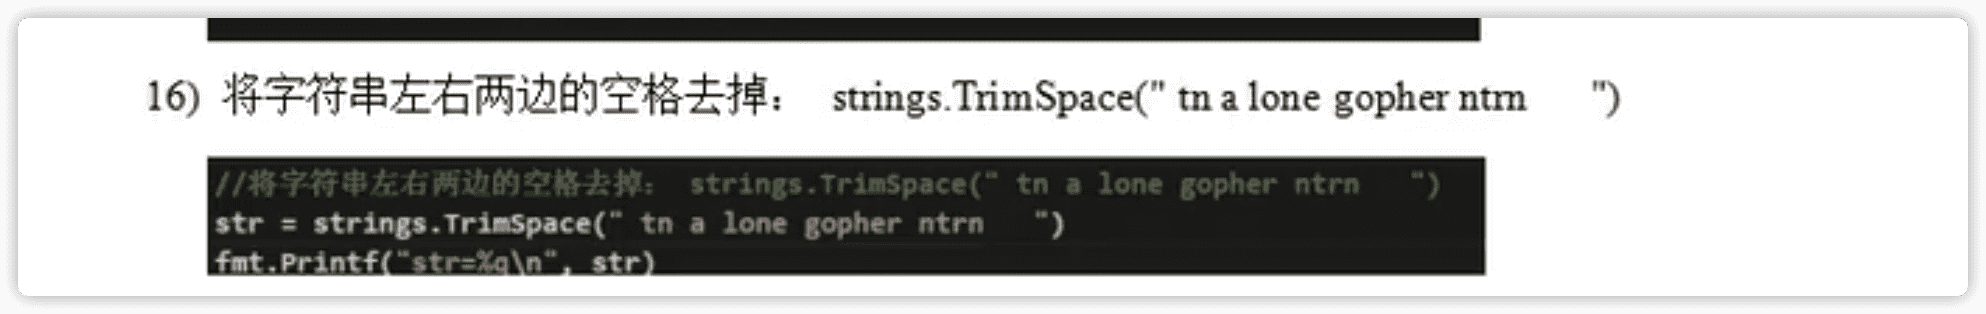 16) 将字符串左右两边的空格去掉： strings.TrimSpace(" tn a lone gopher ntrn   ")
//将字符串左右两边的空格去掉： strings.TrimSpace(" tn a lone gopher ntrn   ")
str = strings.TrimSpace(" tn a lone gopher ntrn   ")
fmt.Printf("str=%q\n", str)